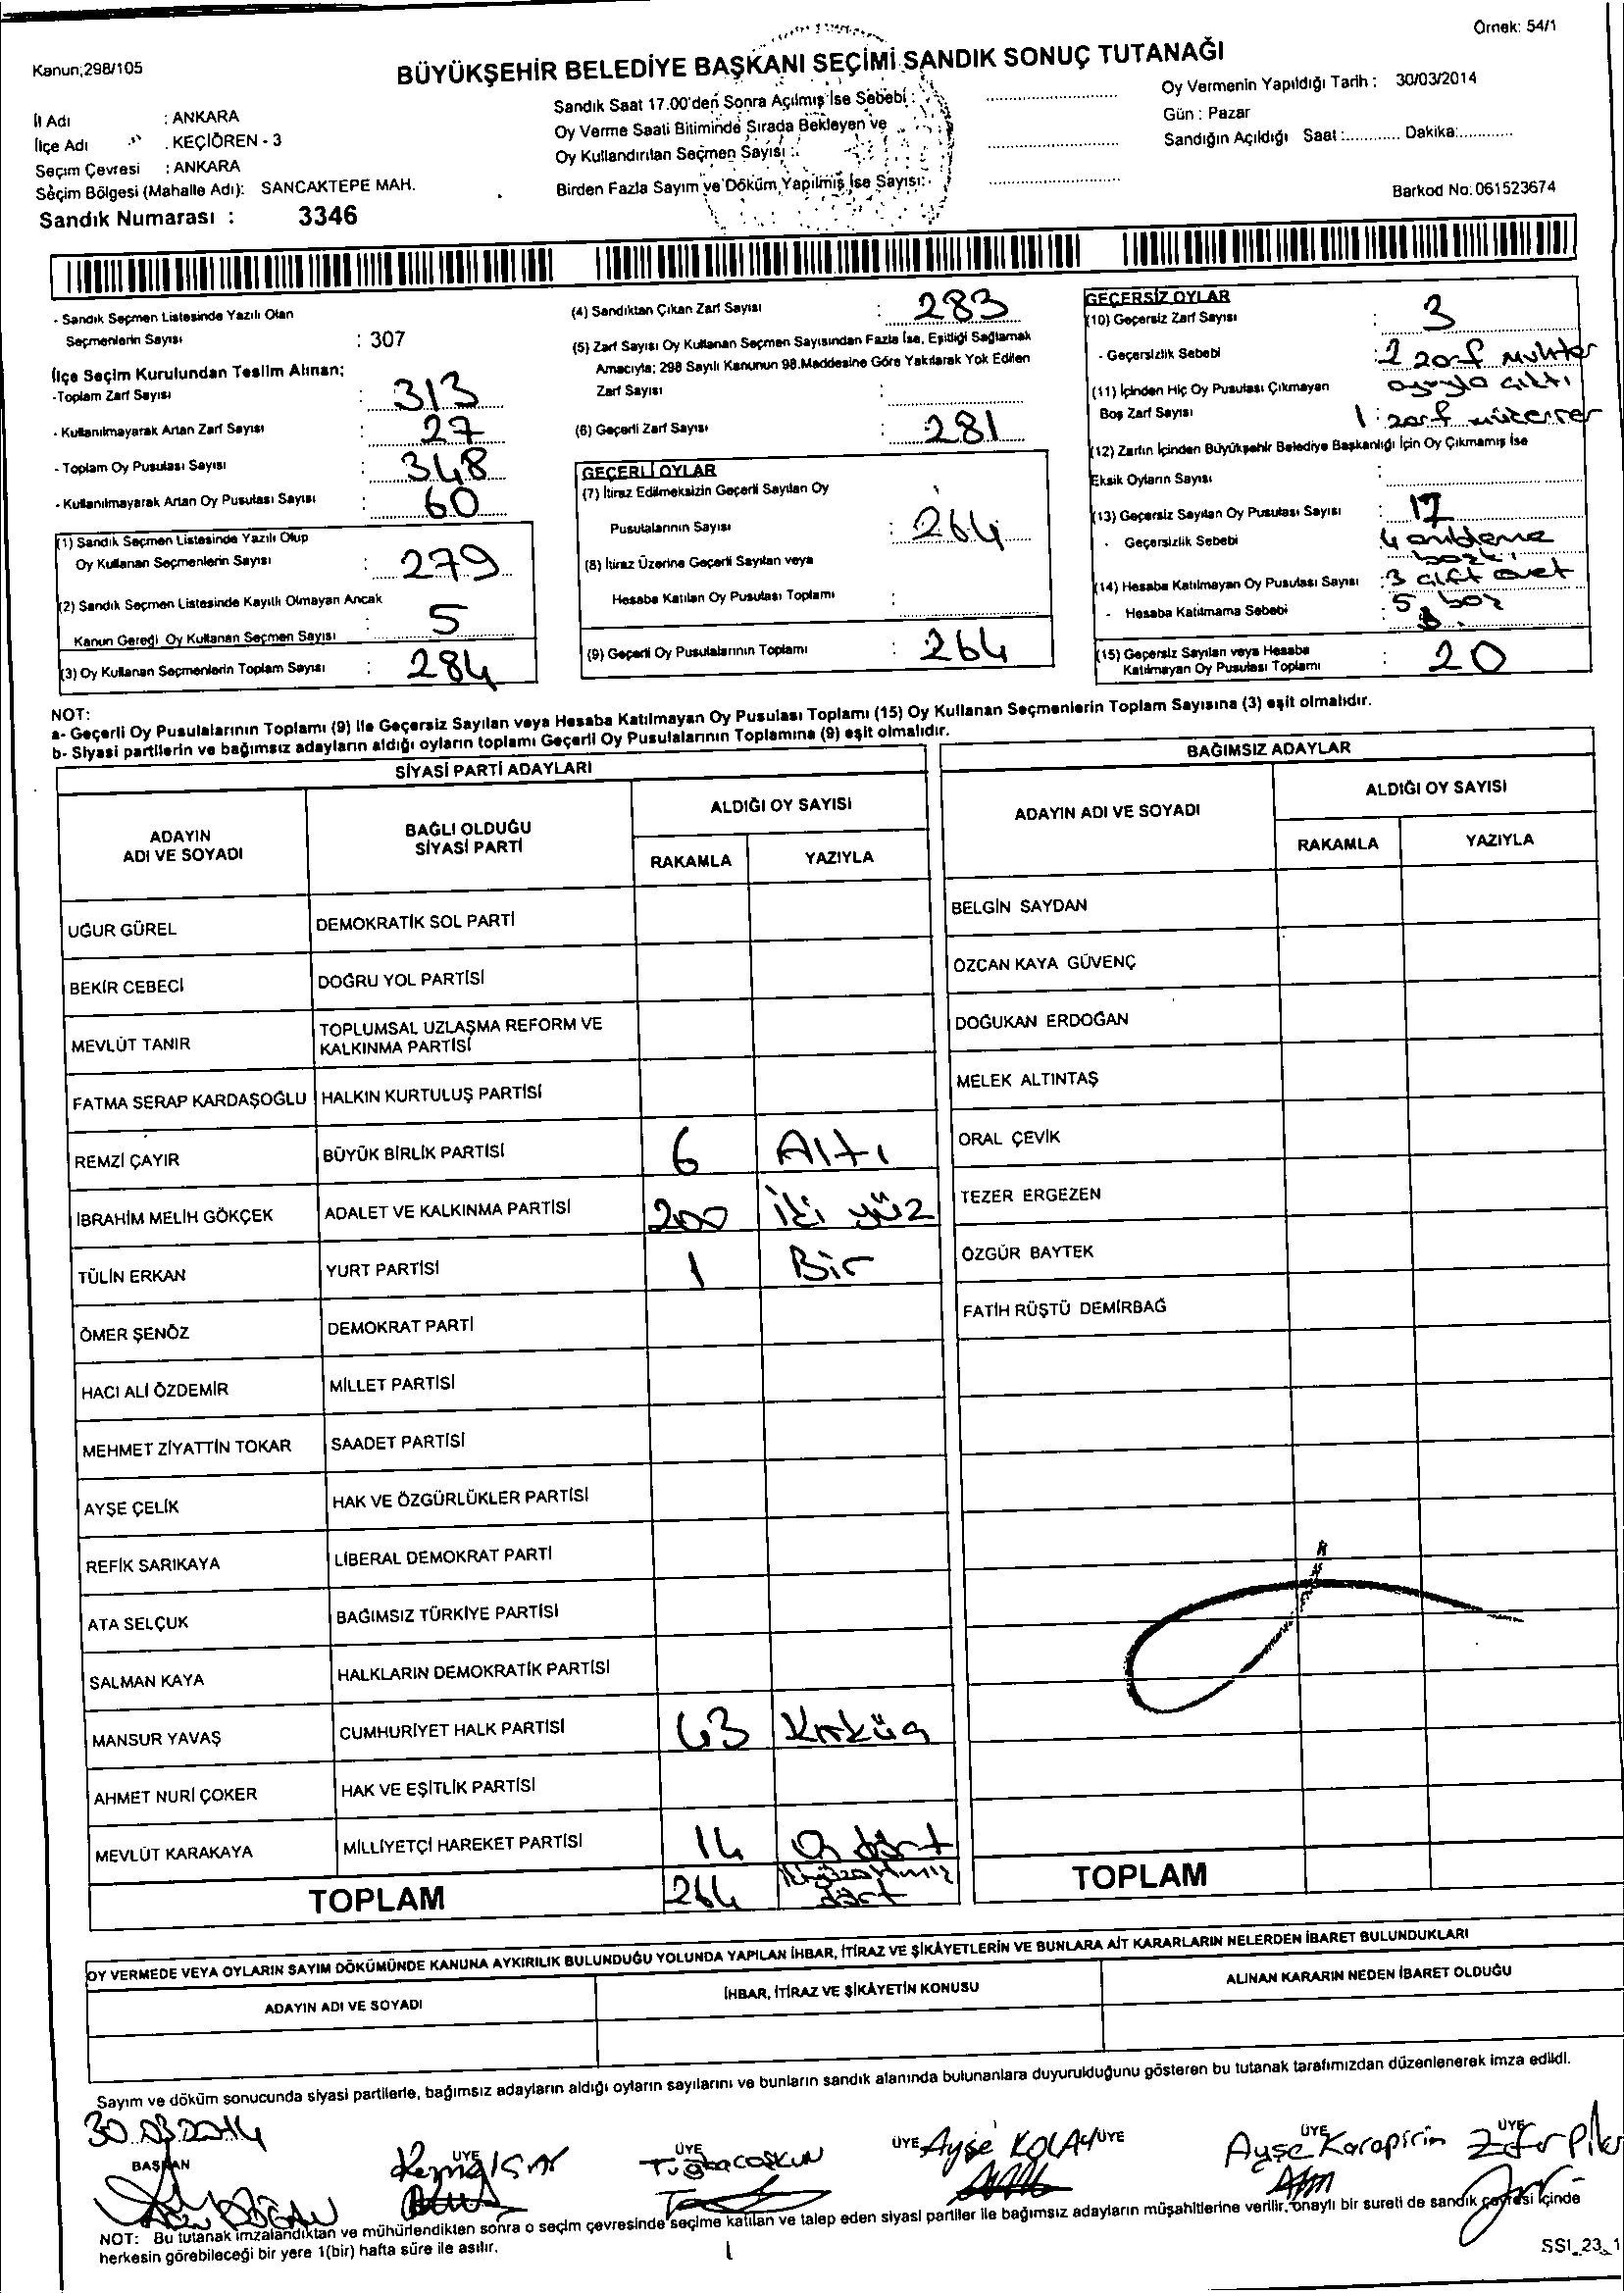 Örnek: 54/1
Kanun;298/105
BÜYÜKŞEHİR BELEDİYE BAŞKANI SEÇİMİ SANDIK SONUÇ TUTANAĞI
İl Adı : ANKARA
İlçe Adı : KEÇİÖREN - 3
Seçim Çevresi : ANKARA
Seçim Bölgesi (Mahalle Adı): SANCAKTEPE MAH.
Sandık Numarası : 3346
Sandık Saat 17.00'den Sonra Açılmış İse Sebebi :
Oy Verme Saati Bitiminde Sırada Bekleyen ve
Oy Kullandırılan Seçmen Sayısı :
Birden Fazla Sayım ve Döküm Yapılmış İse Sayısı:
Oy Vermenin Yapıldığı Tarih : 30/03/2014
Gün : Pazar
Sandığın Açıldığı Saat :............ Dakika:............
Barkod No: 061523674
- Sandık Seçmen Listesinde Yazılı Olan
Seçmenlerin Sayısı : 307
İlçe Seçim Kurulundan Teslim Alınan;
-Toplam Zarf Sayısı : 313
- Kullanılmayarak Artan Zarf Sayısı : 27
- Toplam Oy Pusulası Sayısı : 348
- Kullanılmayarak Artan Oy Pusulası Sayısı : 60
(1) Sandık Seçmen Listesinde Yazılı Olup
Oy Kullanan Seçmenlerin Sayısı : 279
(2) Sandık Seçmen Listesinde Kayıtlı Olmayan Ancak
Kanun Gereği Oy Kullanan Seçmen Sayısı : 5
(3) Oy Kullanan Seçmenlerin Toplam Sayısı : 284
(4) Sandıktan Çıkan Zarf Sayısı : 283
(5) Zarf Sayısı Oy Kullanan Seçmen Sayısından Fazla İse, Eşitliği Sağlamak
Amacıyla; 298 Sayılı Kanunun 98.Maddesine Göre Yakılarak Yok Edilen
Zarf Sayısı :
(6) Geçerli Zarf Sayısı : 281
GEÇERLİ OYLAR
(7) İtiraz Edilmeksizin Geçerli Sayılan Oy
Pusulalarının Sayısı : 264
(8) İtiraz Üzerine Geçerli Sayılan veya
Hesaba Katılan Oy Pusulası Toplamı :
(9) Geçerli Oy Pusulalarının Toplamı : 264
GEÇERSİZ OYLAR
(10) Geçersiz Zarf Sayısı : 3
- Geçersizlik Sebebi : 2 zarf muhtar
(11) İçinden Hiç Oy Pusulası Çıkmayan oyuyla çıktı
Boş Zarf Sayısı 1 : zarf mükerrer
(12) Zarfın İçinden Büyükşehir Belediye Başkanlığı İçin Oy Çıkmamış İse
Eksik Oyların Sayısı :
(13) Geçersiz Sayılan Oy Pusulası Sayısı : 17
- Geçersizlik Sebebi
(14) Hesaba Katılmayan Oy Pusulası Sayısı : 3 çift evet
- Hesaba Katılmama Sebebi : 5 boz
(15) Geçersiz Sayılan veya Hesaba
Katılmayan Oy Pusulası Toplamı : 20
NOT:
a- Geçerli Oy Pusulalarının Toplamı (9) ile Geçersiz Sayılan veya Hesaba Katılmayan Oy Pusulası Toplamı (15) Oy Kullanan Seçmenlerin Toplam Sayısına (3) eşit olmalıdır.
b- Siyasi partilerin ve bağımsız adayların aldığı oyların toplamı Geçerli Oy Pusulalarının Toplamına (9) eşit olmalıdır.
SİYASİ PARTİ ADAYLARI
ADAYIN
ADI VE SOYADI
BAĞLI OLDUĞU
SİYASİ PARTİ
ALDIĞI OY SAYISI
RAKAMLA YAZIYLA
UĞUR GÜREL DEMOKRATİK SOL PARTİ
BEKİR CEBECİ DOĞRU YOL PARTİSİ
MEVLÜT TANIR TOPLUMSAL UZLAŞMA REFORM VE
KALKINMA PARTİSİ
FATMA SERAP KARDAŞOĞLU HALKIN KURTULUŞ PARTİSİ
REMZİ ÇAYIR BÜYÜK BİRLİK PARTİSİ 6 Altı
İBRAHİM MELİH GÖKÇEK ADALET VE KALKINMA PARTİSİ 200 iki yüz
TÜLİN ERKAN YURT PARTİSİ 1 Bir
ÖMER ŞENÖZ DEMOKRAT PARTİ
HACI ALİ ÖZDEMİR MİLLET PARTİSİ
MEHMET ZİYATTİN TOKAR SAADET PARTİSİ
AYŞE ÇELİK HAK VE ÖZGÜRLÜKLER PARTİSİ
REFİK SARIKAYA LİBERAL DEMOKRAT PARTİ
ATA SELÇUK BAĞIMSIZ TÜRKİYE PARTİSİ
SALMAN KAYA HALKLARIN DEMOKRATİK PARTİSİ
MANSUR YAVAŞ CUMHURİYET HALK PARTİSİ 43 Kırküç
AHMET NURİ ÇOKER HAK VE EŞİTLİK PARTİSİ
MEVLÜT KARAKAYA MİLLİYETÇİ HAREKET PARTİSİ 14 On dört
TOPLAM 264 ikiyüzaltmış
dört
BAĞIMSIZ ADAYLAR
ADAYIN ADI VE SOYADI
ALDIĞI OY SAYISI
RAKAMLA YAZIYLA
BELGİN SAYDAN
ÖZCAN KAYA GÜVENÇ
DOĞUKAN ERDOĞAN
MELEK ALTINTAŞ
ORAL ÇEVİK
TEZER ERGEZEN
ÖZGÜR BAYTEK
FATİH RÜŞTÜ DEMİRBAĞ
TOPLAM
OY VERMEDE VEYA OYLARIN SAYIM DÖKÜMÜNDE KANUNA AYKIRILIK BULUNDUĞU YOLUNDA YAPILAN İHBAR, İTİRAZ VE ŞİKÂYETLERİN VE BUNLARA AİT KARARLARIN NELERDEN İBARET BULUNDUKLARI
ADAYIN ADI VE SOYADI
İHBAR, İTİRAZ VE ŞİKÂYETİN KONUSU
ALINAN KARARIN NEDEN İBARET OLDUĞU
Sayım ve döküm sonucunda siyasi partilerle, bağımsız adayların aldığı oyların sayılarını ve bunların sandık alanında bulunanlara duyurulduğunu gösteren bu tutanak tarafımızdan düzenlenerek imza edildi.
30.03.2014
BAŞKAN ÜYE ÜYE ÜYE ÜYE ÜYE ÜYE
Tuğba COŞKUN Ayşe KOLAY Ayşe Karapirin
NOT: Bu tutanak imzalandıktan ve mühürlendikten sonra o seçim çevresinde seçime katılan ve talep eden siyasi partiler ile bağımsız adayların müşahitlerine verilir, onaylı bir sureti de sandık çevresi içinde
herkesin görebileceği bir yere 1(bir) hafta süre ile asılır.
SSI_23_1